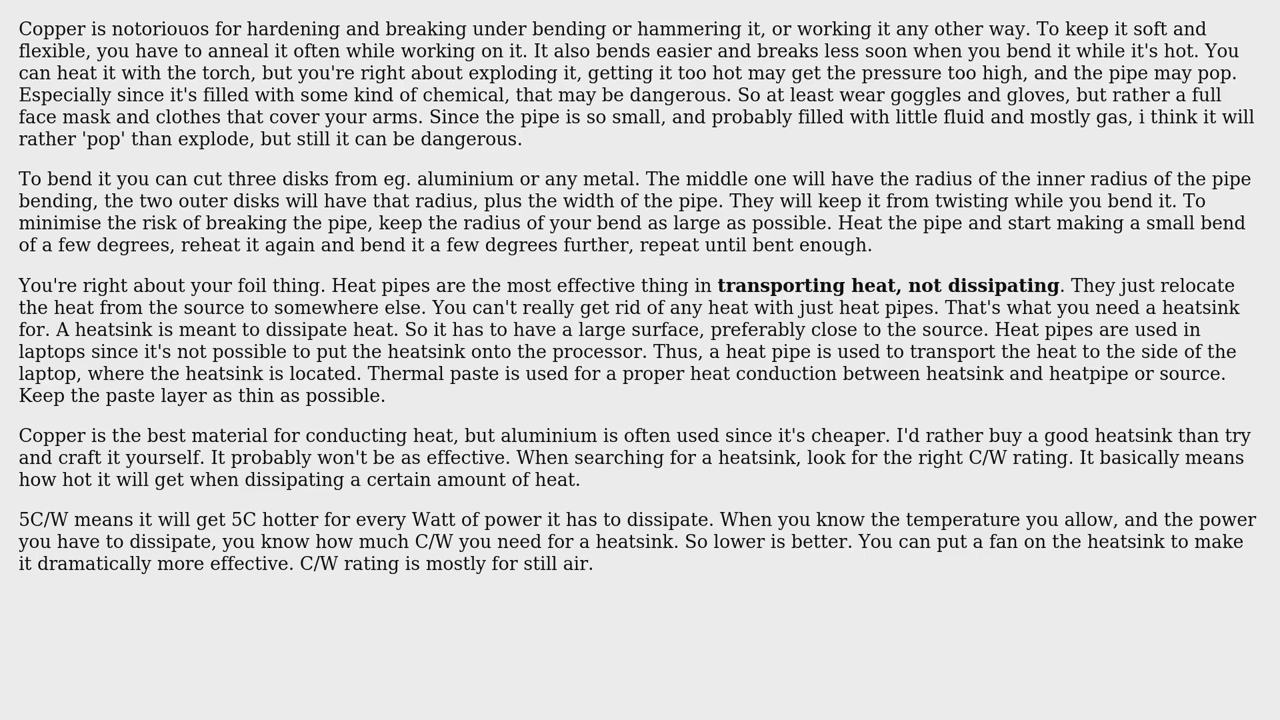 Copper is notoriouos for hardening and breaking under bending or hammering it, or working it any other way. To keep it soft and
flexible, you have to anneal it often while working on it. It also bends easier and breaks less soon when you bend it while it's hot. You
can heat it with the torch, but you're right about exploding it, getting it too hot may get the pressure too high, and the pipe may pop.
Especially since it's filled with some kind of chemical, that may be dangerous. So at least wear goggles and gloves, but rather a full
face mask and clothes that cover your arms. Since the pipe is so small, and probably filled with little fluid and mostly gas, i think it will
rather 'pop' than explode, but still it can be dangerous.
To bend it you can cut three disks from eg. aluminium or any metal. The middle one will have the radius of the inner radius of the pipe
bending, the two outer disks will have that radius, plus the width of the pipe. They will keep it from twisting while you bend it. To
minimise the risk of breaking the pipe, keep the radius of your bend as large as possible. Heat the pipe and start making a small bend
of a few degrees, reheat it again and bend it a few degrees further, repeat until bent enough.
You're right about your foil thing. Heat pipes are the most effective thing in transporting heat, not dissipating. They just relocate
the heat from the source to somewhere else. You can't really get rid of any heat with just heat pipes. That's what you need a heatsink
for. A heatsink is meant to dissipate heat. So it has to have a large surface, preferably close to the source. Heat pipes are used in
laptops since it's not possible to put the heatsink onto the processor. Thus, a heat pipe is used to transport the heat to the side of the
laptop, where the heatsink is located. Thermal paste is used for a proper heat conduction between heatsink and heatpipe or source.
Keep the paste layer as thin as possible.
Copper is the best material for conducting heat, but aluminium is often used since it's cheaper. I'd rather buy a good heatsink than try
and craft it yourself. It probably won't be as effective. When searching for a heatsink, look for the right C/W rating. It basically means
how hot it will get when dissipating a certain amount of heat.
5C/W means it will get 5C hotter for every Watt of power it has to dissipate. When you know the temperature you allow, and the power
you have to dissipate, you know how much C/W you need for a heatsink. So lower is better. You can put a fan on the heatsink to make
it dramatically more effective. C/W rating is mostly for still air.